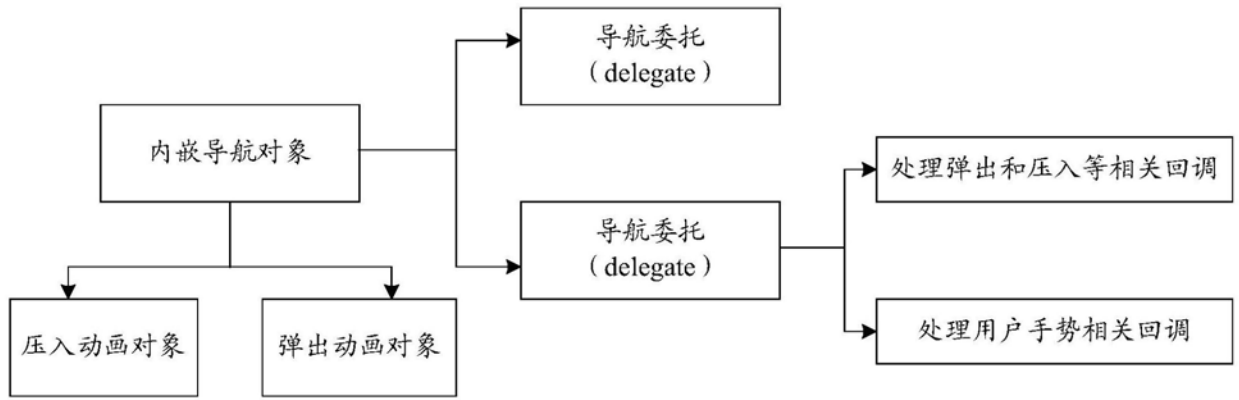 导航委托
（delegate）
内嵌导航对象
处理弹出和压入等相关回调
导航委托
（delegate）
压入动画对象
弹出动画对象
处理用户手势相关回调